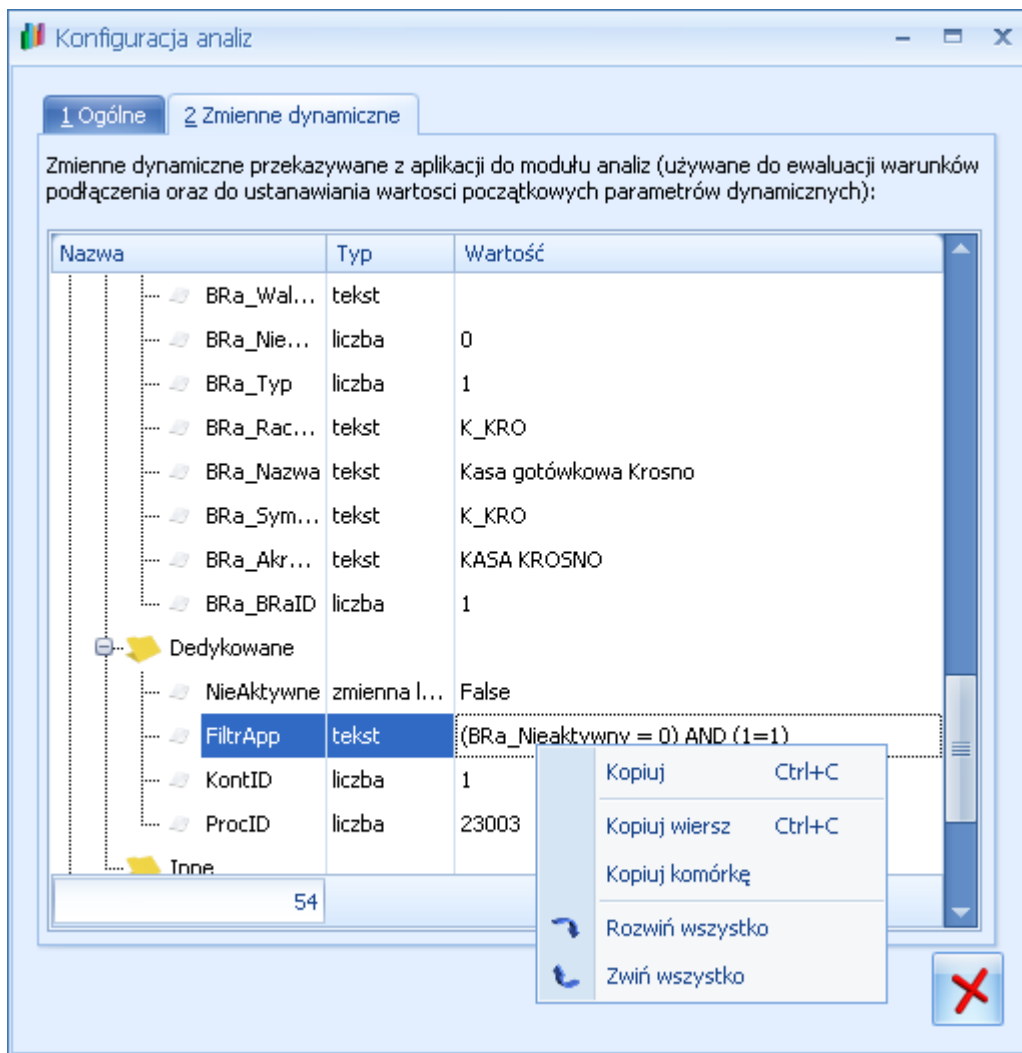 Konfiguracja analiz
1 Ogólne
2 Zmienne dynamiczne
Zmienne dynamiczne przekazywane z aplikacji do modułu analiz (używane do ewaluacji warunków
podłączenia oraz do ustanawiania wartosci początkowych parametrów dynamicznych):
Nazwa Typ Wartość
BRa_Wal... tekst
BRa_Nie... liczba 0
BRa_Typ liczba 1
BRa_Rac... tekst K_KRO
BRa_Nazwa tekst Kasa gotówkowa Krosno
BRa_Sym... tekst K_KRO
BRa_Akr... tekst KASA KROSNO
BRa_BRaID liczba 1
Dedykowane
NieAktywne zmienna l... False
FiltrApp tekst (BRa_Nieaktywny = 0) AND (1=1)
KontID liczba 1
ProcID liczba 23003
Inne
54
Kopiuj Ctrl+C
Kopiuj wiersz Ctrl+C
Kopiuj komórkę
Rozwiń wszystko
Zwiń wszystko